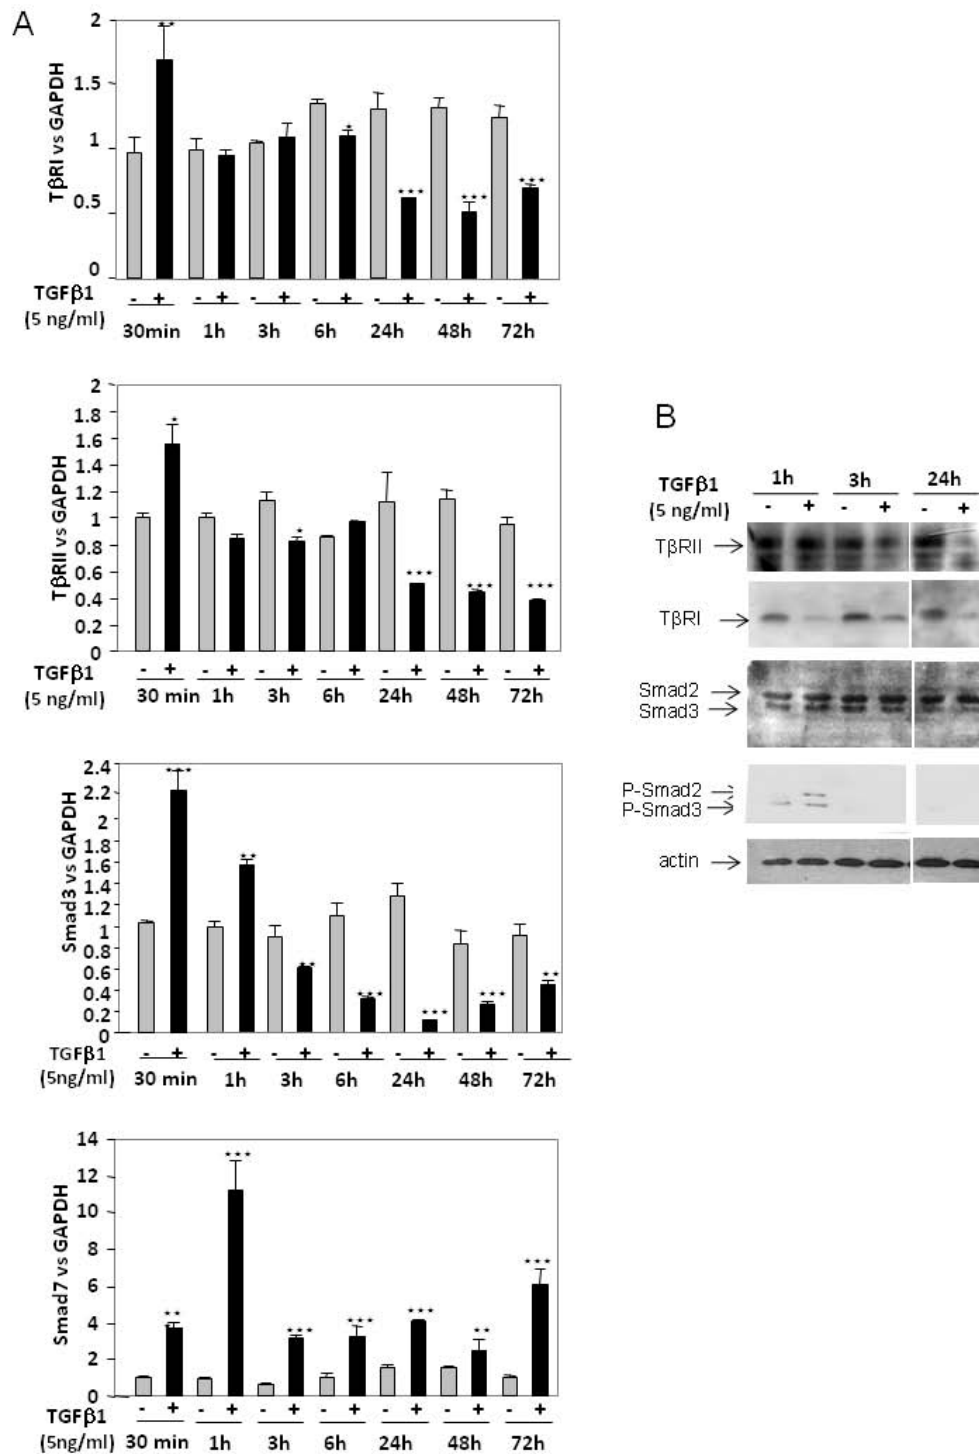 A
TβRI vs GAPDH
2
1.5
1
0.5
0
** * *** *** ***
TGFβ1 - + - + - + - + - + - + - +
(5 ng/ml)
30min 1h 3h 6h 24h 48h 72h
TβRII vs GAPDH
2
1.8
1.6
1.4
1.2
1
0.8
0.6
0.4
0.2
0
* * *** *** ***
TGFβ1 - + - + - + - + - + - + - +
(5 ng/ml) 30 min 1h 3h 6h 24h 48h 72h
B
TGFβ1 1h 3h 24h
(5 ng/ml) - + - + - +
TβRII
TβRI
Smad2
Smad3
P-Smad2
P-Smad3
actin
Smad3 vs GAPDH
2.4
2.2
1.8
1.6
1.4
1.2
1
0.8
0.6
0.4
0.2
0
*** ** ** *** *** *** **
TGFβ1 - + - + - + - + - + - + - +
(5ng/ml) 30 min 1h 3h 6h 24h 48h 72h
Smad7 vs GAPDH
14
12
10
8
6
4
2
0
** *** *** *** *** ** ***
TGFβ1 - + - + - + - + - + - + - +
(5ng/ml) 30 min 1h 3h 6h 24h 48h 72h